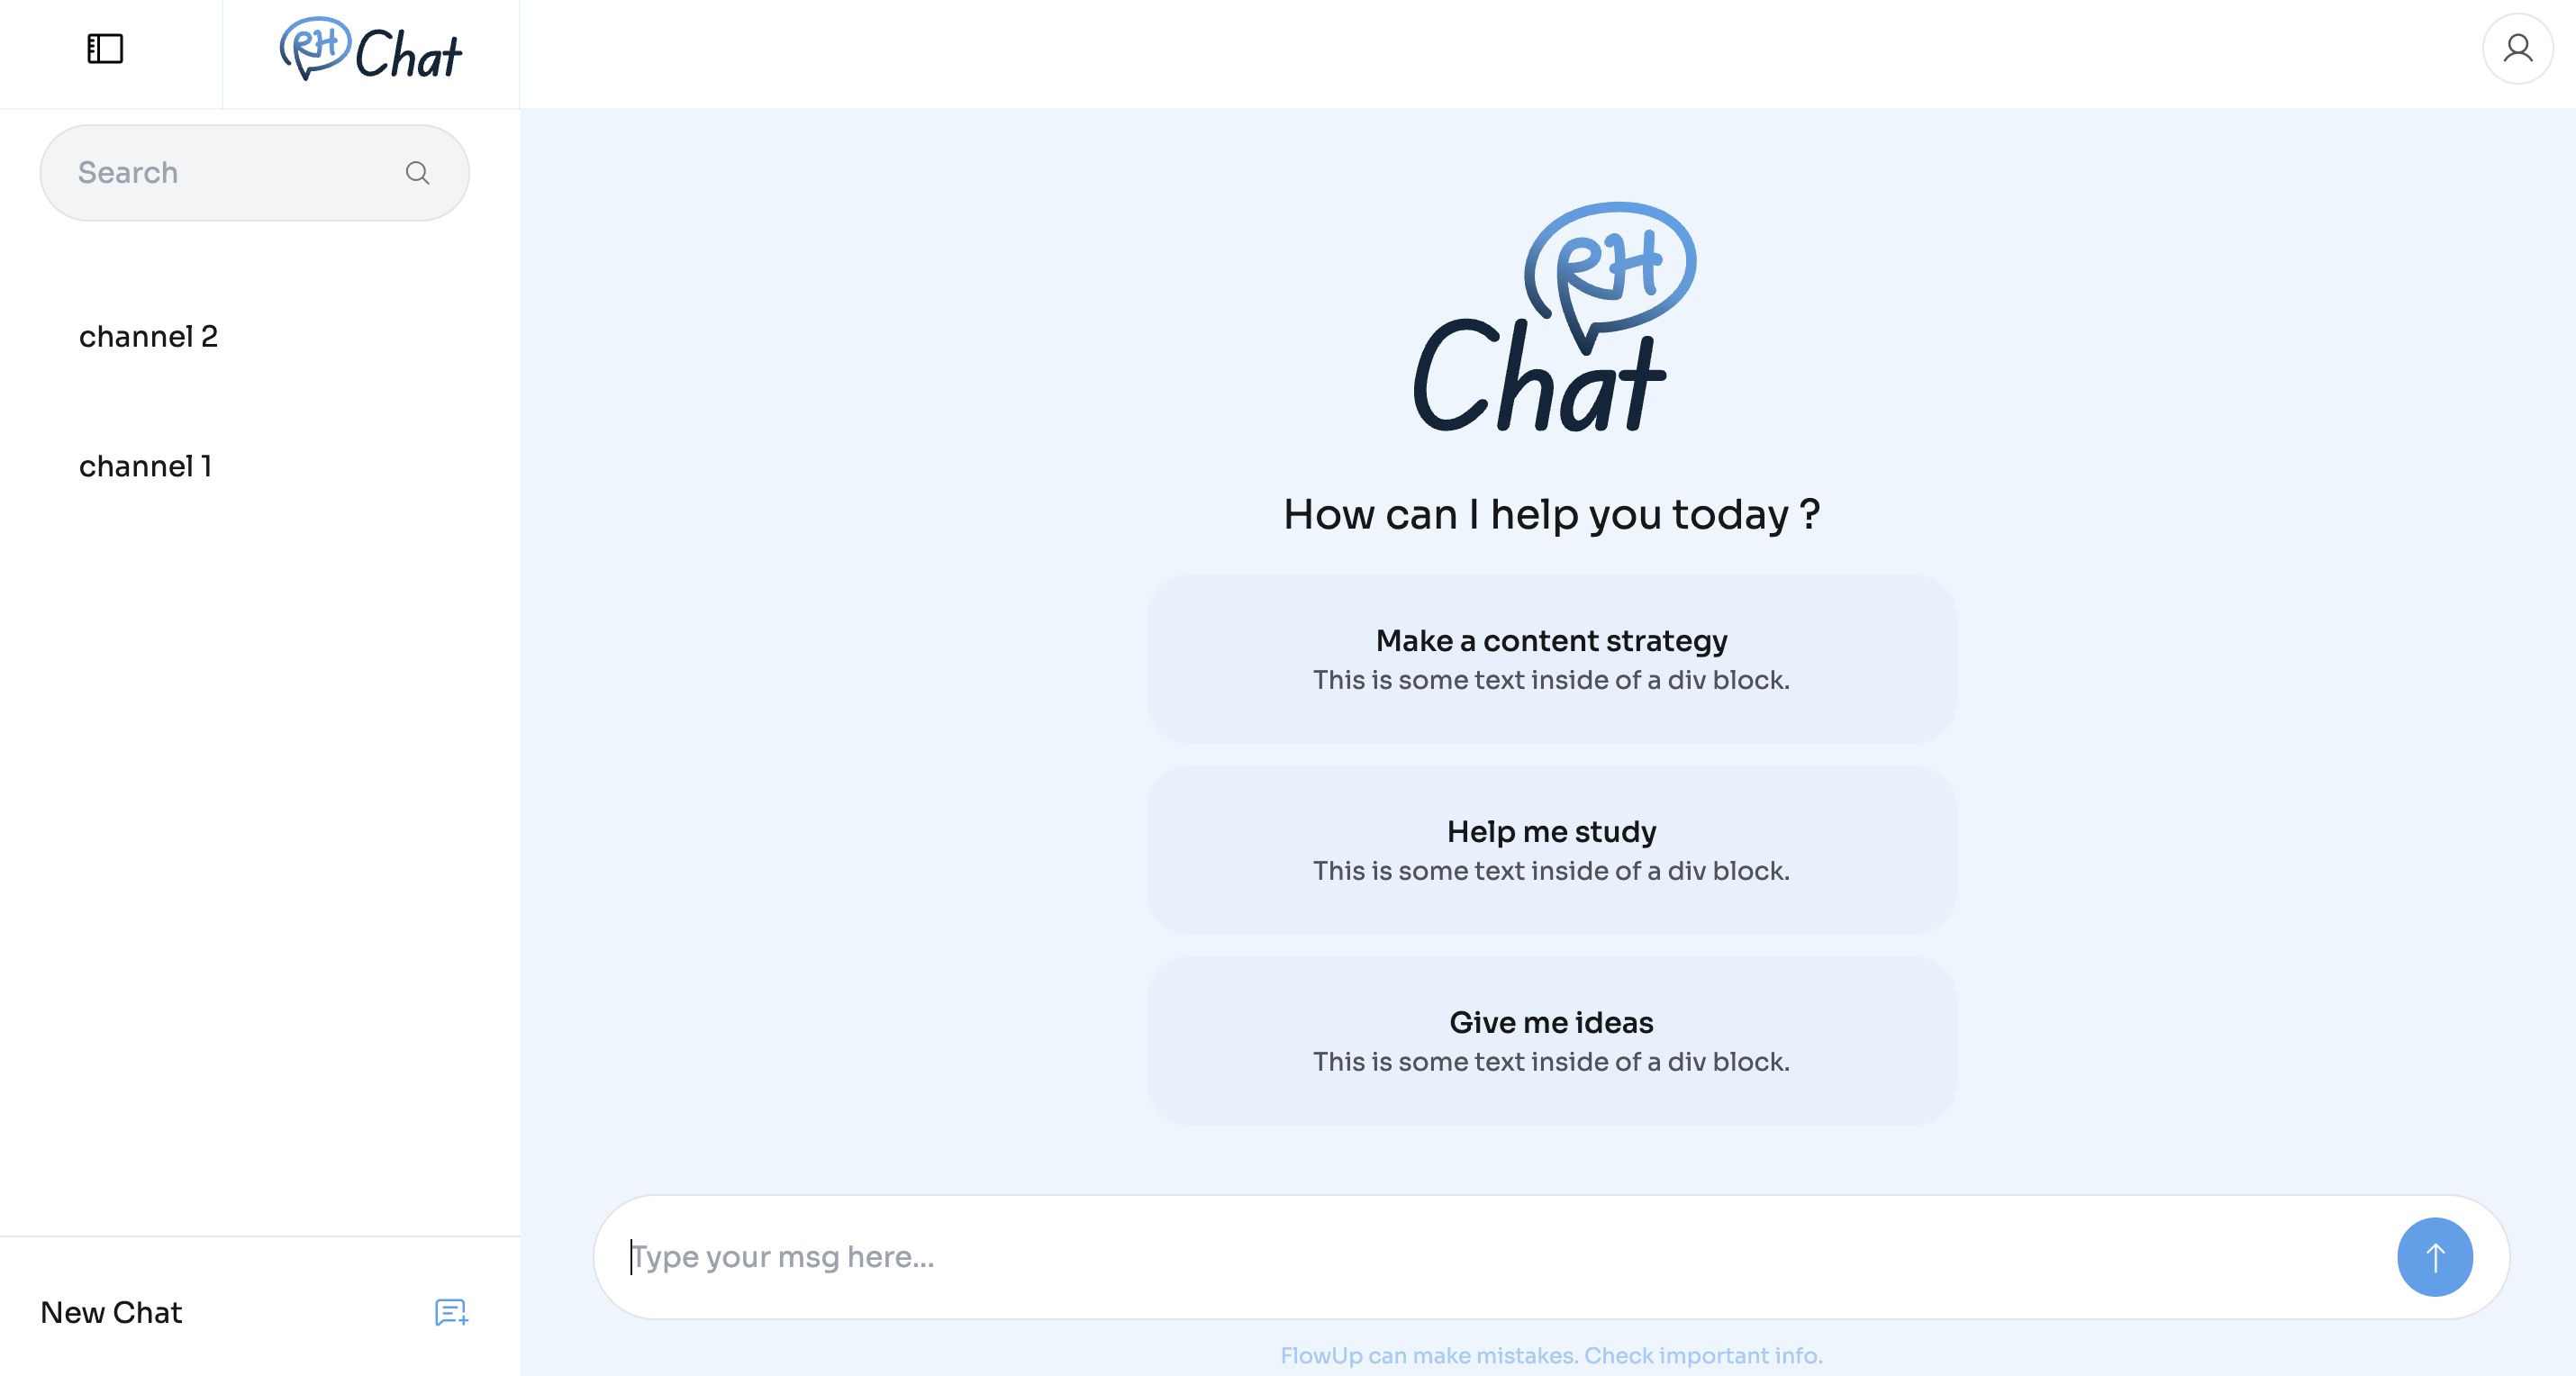 RH Chat
Search
channel 2
channel 1
New Chat
RH
Chat
How can I help you today ?
Make a content strategy
This is some text inside of a div block.
Help me study
This is some text inside of a div block.
Give me ideas
This is some text inside of a div block.
Type your msg here...
FlowUp can make mistakes. Check important info.